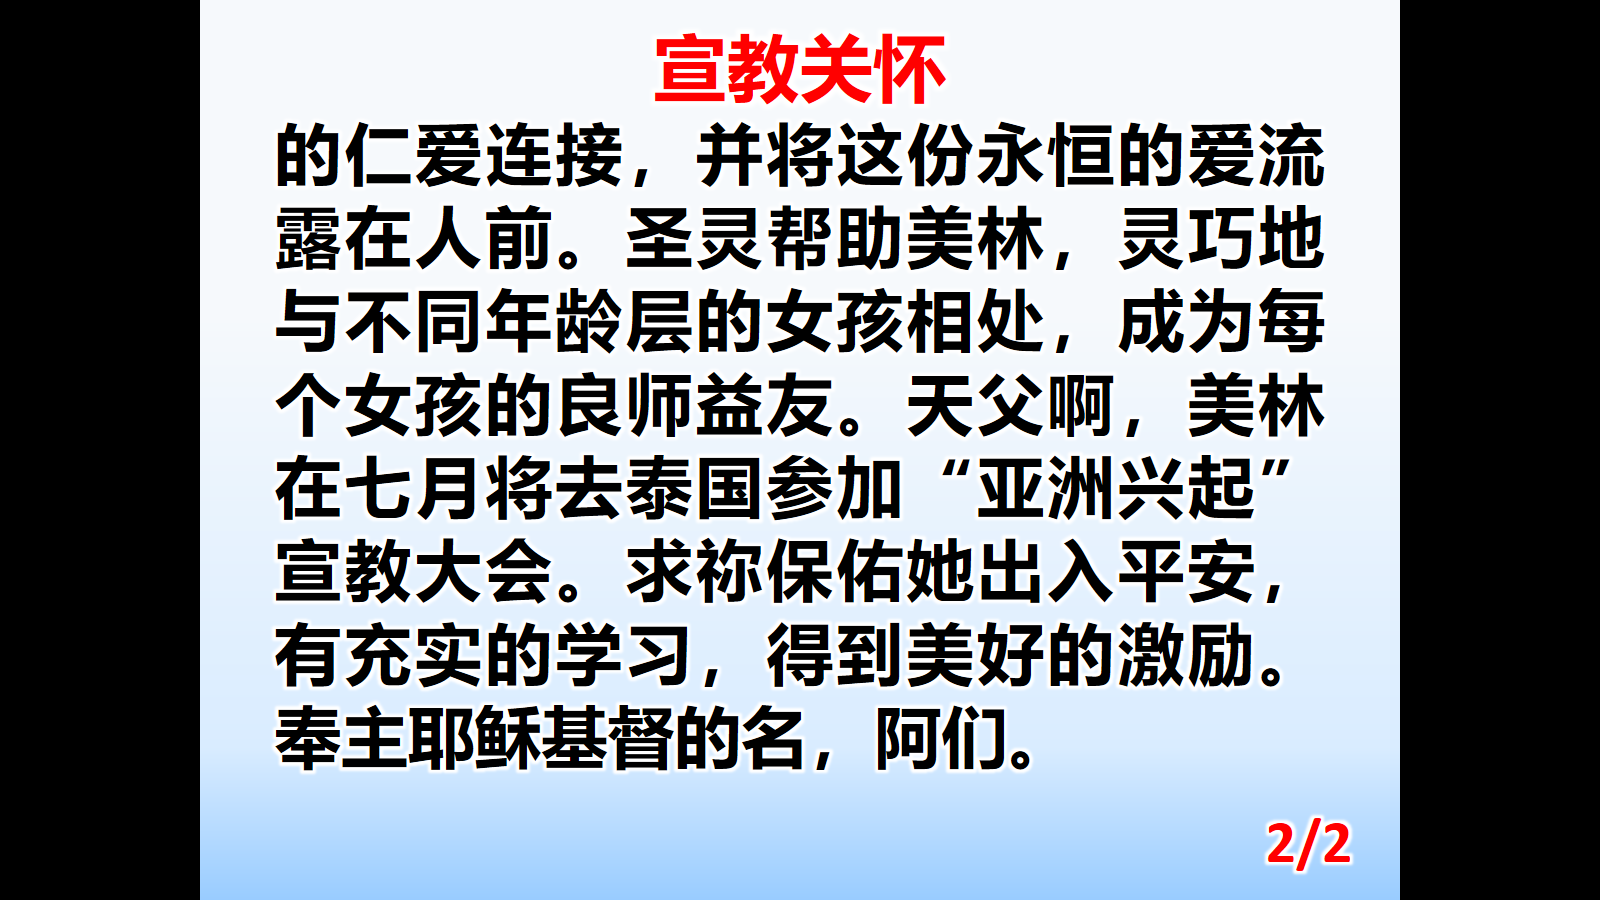 宣教关怀
的仁爱连接，并将这份永恒的爱流
露在人前。圣灵帮助美林，灵巧地
与不同年龄层的女孩相处，成为每
个女孩的良师益友。天父啊，美林
在七月将去泰国参加“亚洲兴起”
宣教大会。求祢保佑她出入平安，
有充实的学习，得到美好的激励。
奉主耶稣基督的名，阿们。
2/2